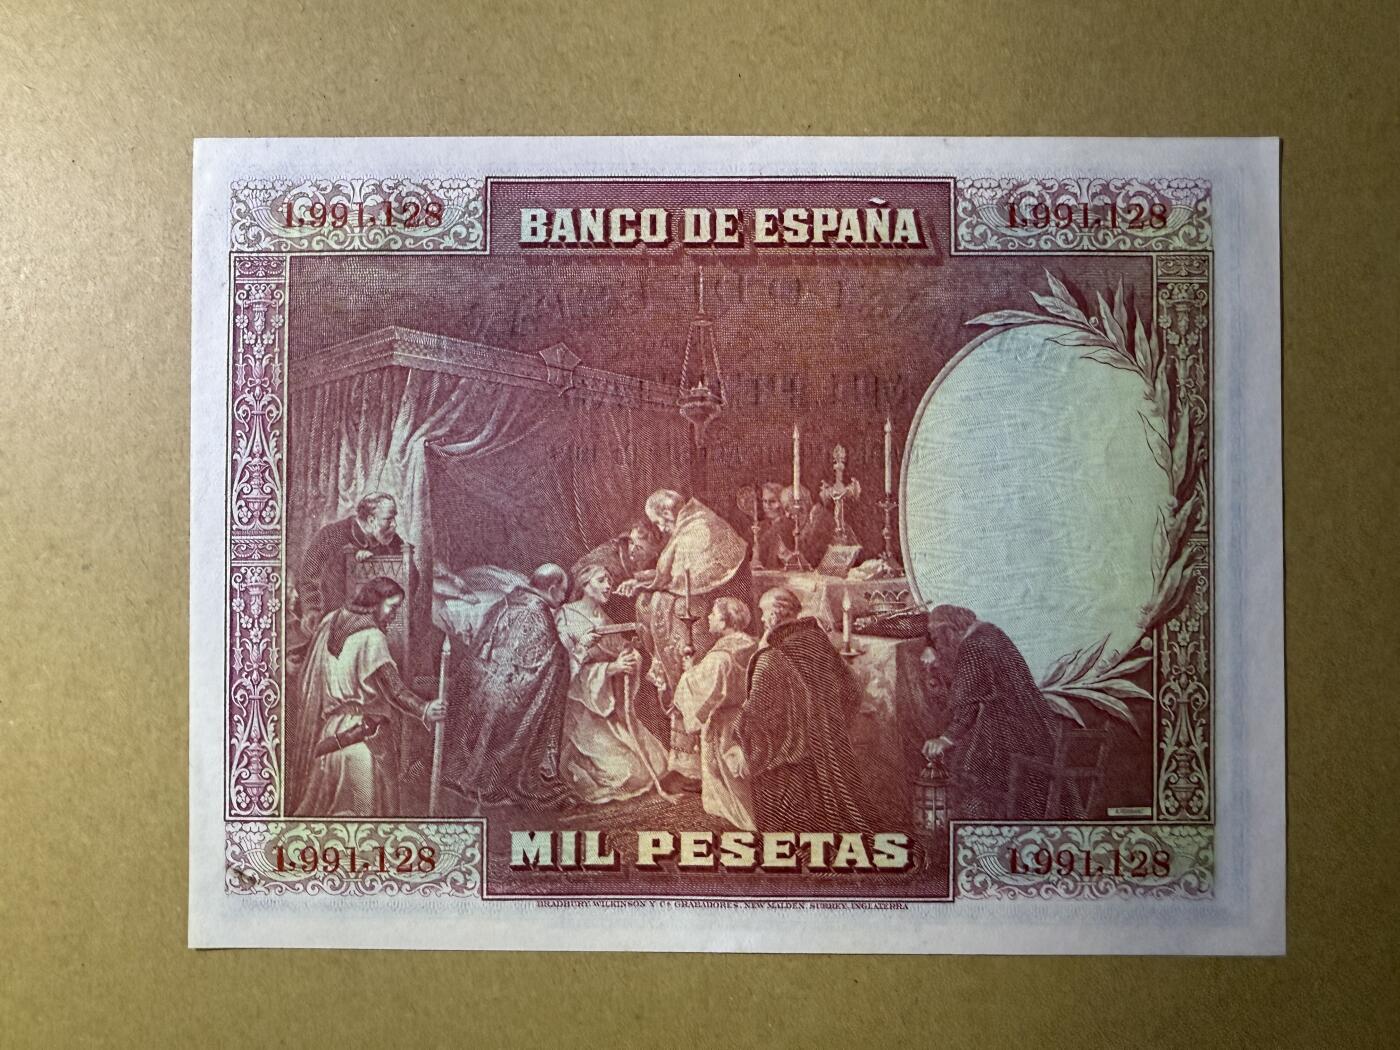 1.991.128
BANCO DE ESPAÑA
1.991.128
1.991.128
MIL PESETAS
1.991.128
BRADBURY, WILKINSON Y Cª GRABADORES, NEW MALDEN, SURREY, INGLATERRA